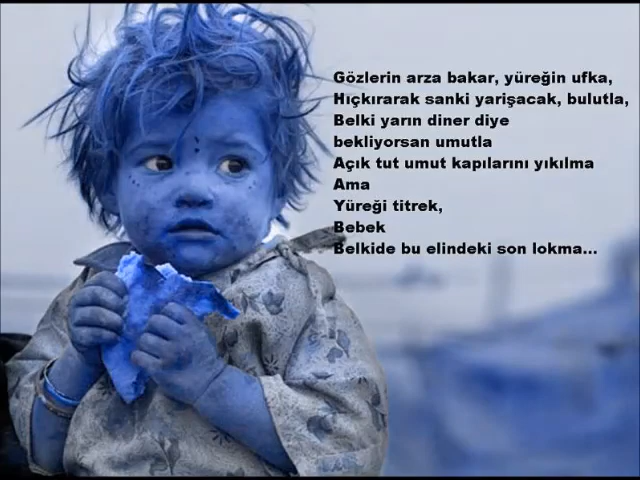 Gözlerin arza bakar, yüreğin ufka,
Hıçkırarak sanki yarişacak, bulutla,
Belki yarın diner diye
bekliyorsan umutla
Açık tut umut kapılarını yıkılma
Ama
Yüreği titrek,
Bebek
Belkide bu elindeki son lokma...